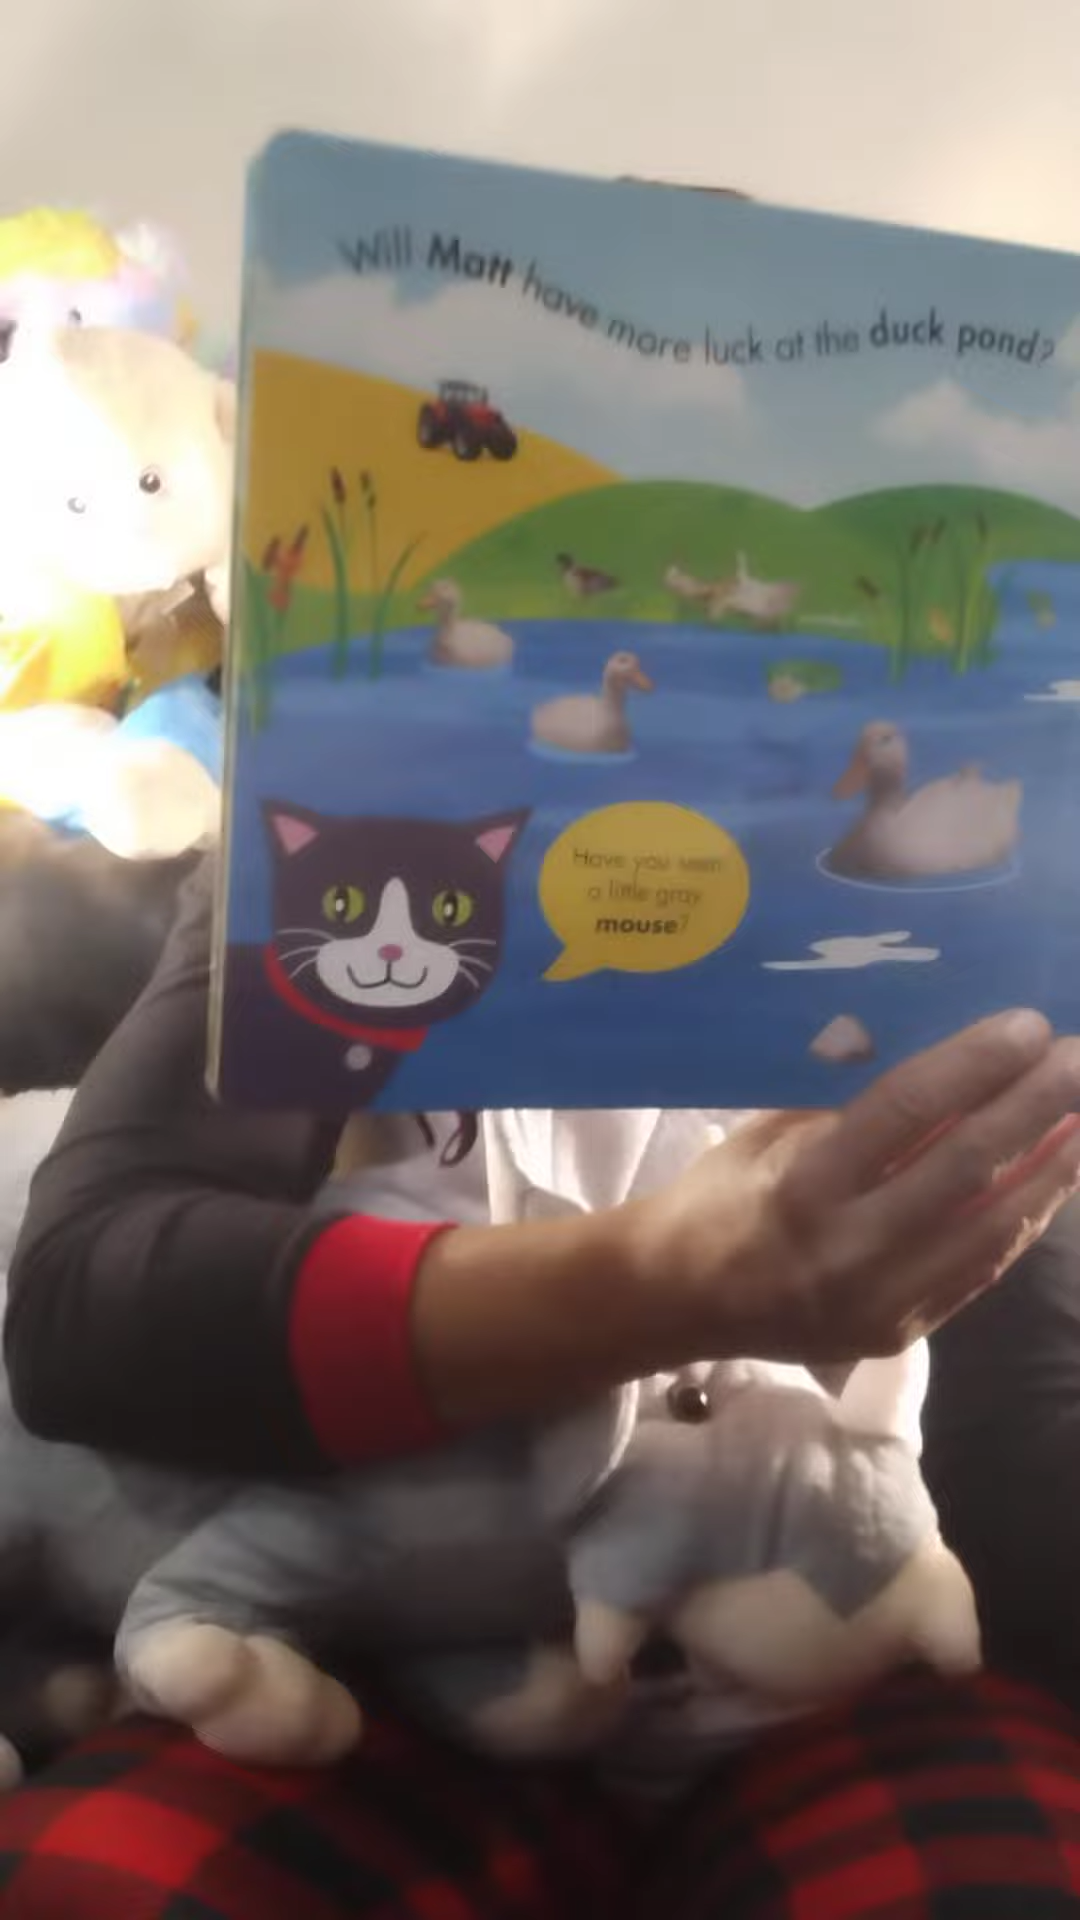 Will Matt have more luck at the duck pond?
Have you seen
a little gray
mouse?